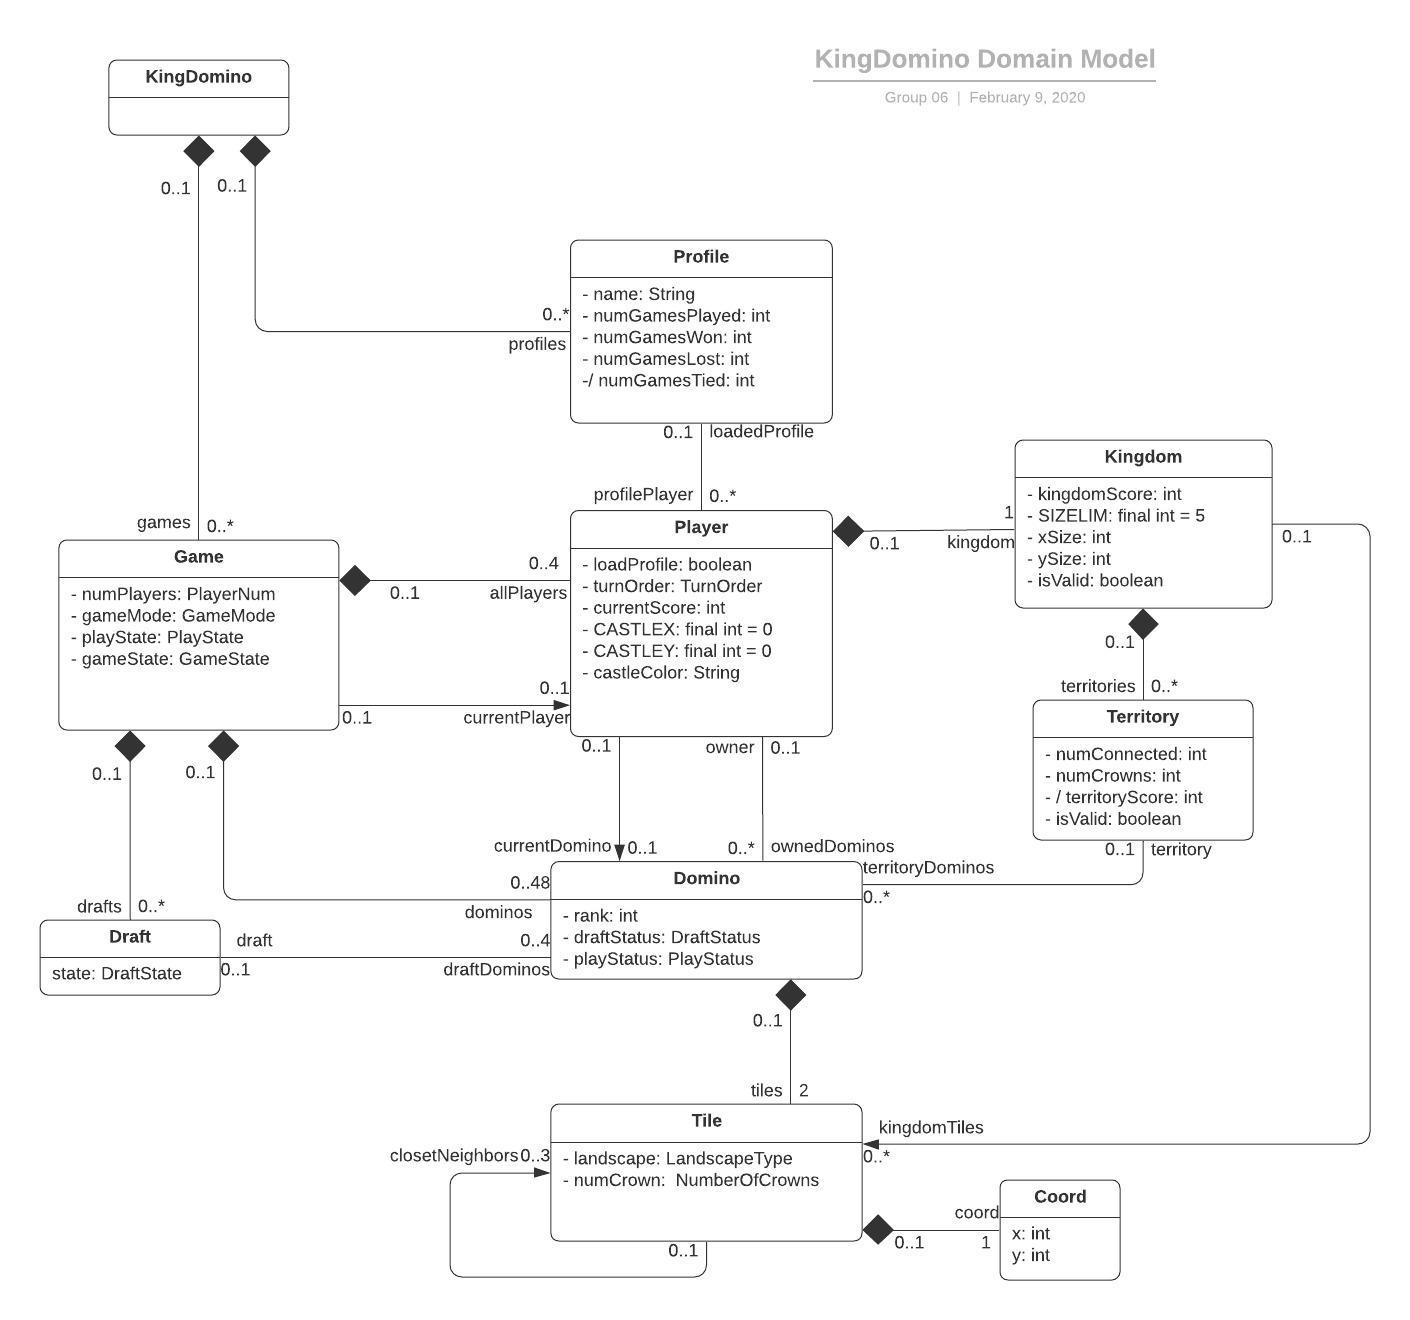 KingDomino Domain Model
Group 06 | February 9, 2020
KingDomino
0..1
0..1
Profile
- name: String
- numGamesPlayed: int
- numGamesWon: int
- numGamesLost: int
-/ numGamesTied: int
0..*
profiles
0..1
loadedProfile
profilePlayer
0..*
games
0..*
Game
- numPlayers: PlayerNum
- gameMode: GameMode
- playState: PlayState
- gameState: GameState
0..4
0..1
allPlayers
0..1
0..1
currentPlayer
Player
- loadProfile: boolean
- turnOrder: TurnOrder
- currentScore: int
- CASTLEX: final int = 0
- CASTLEY: final int = 0
- castleColor: String
1
0..1
kingdom
Kingdom
- kingdomScore: int
- SIZELIM: final int = 5
- xSize: int
- ySize: int
- isValid: boolean
0..1
0..1
territories
0..*
Territory
- numConnected: int
- numCrowns: int
- / territoryScore: int
- isValid: boolean
0..1
territory
0..1
owner
0..1
currentDomino
0..1
0..*
ownedDominos
territoryDominos
0..*
0..1
0..1
0..48
dominos
drafts
0..*
Draft
state: DraftState
draft
0..1
0..4
draftDominos
Domino
- rank: int
- draftStatus: DraftStatus
- playStatus: PlayStatus
0..1
tiles
2
Tile
- landscape: LandscapeType
- numCrown: NumberOfCrowns
closetNeighbors
0..3
0..1
kingdomTiles
0..*
coord
0..1
1
Coord
x: int
y: int